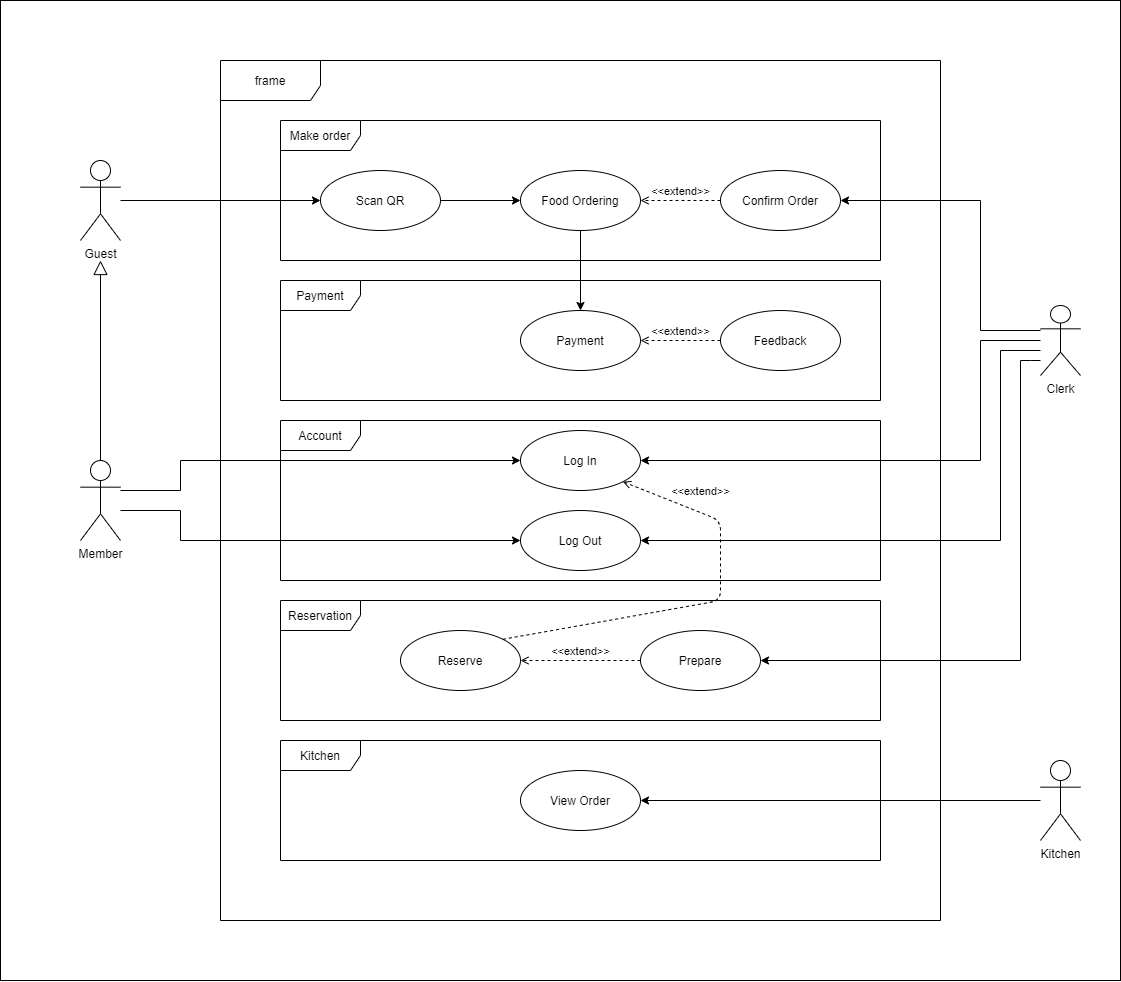 frame
Make order
Scan QR
Food Ordering
<<extend>>
Confirm Order
Guest
Payment
Payment
<<extend>>
Feedback
Clerk
Account
Log In
<<extend>>
Log Out
Member
Reservation
Reserve
<<extend>>
Prepare
Kitchen
View Order
Kitchen